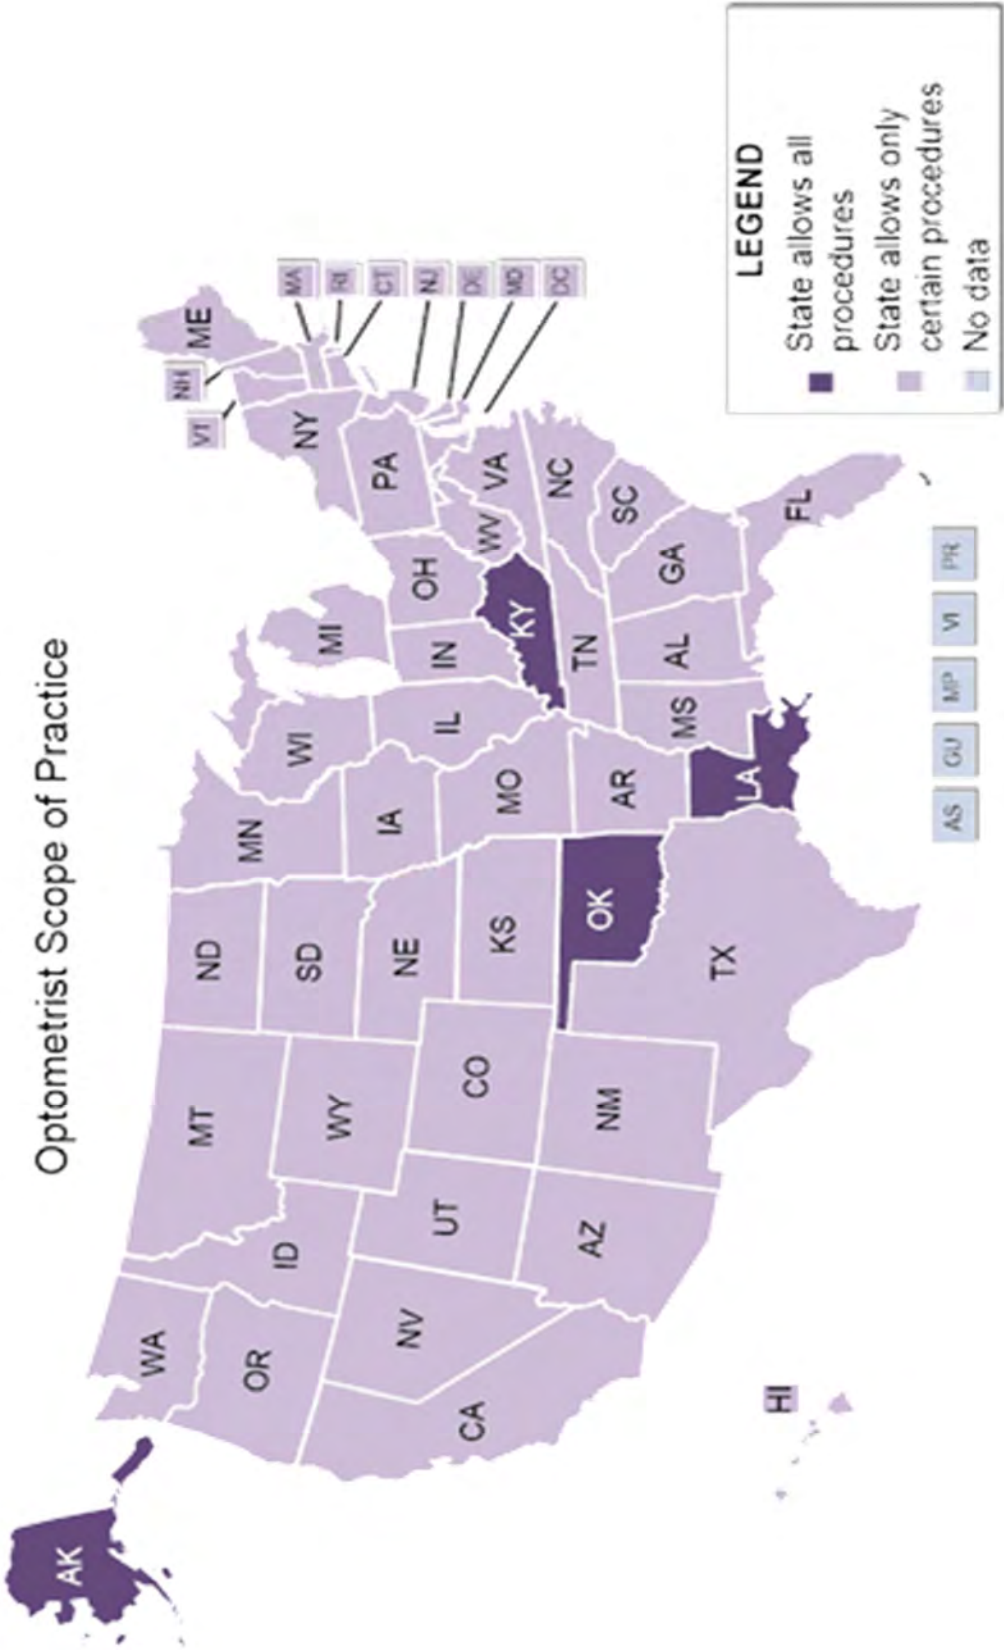 Optometrist Scope of Practice
AK
WA
OR
CA
NV
ID
MT
WY
UT
AZ
CO
NM
ND
SD
NE
KS
OK
TX
MN
IA
MO
AR
LA
WI
IL
MS
MI
IN
KY
TN
AL
OH
WV
GA
FL
SC
NC
VA
PA
NY
VT
NH
ME
MA
RI
CT
NJ
DE
MD
DC
HI
AS
GU
MP
VI
PR
LEGEND
State allows all
procedures
State allows only
certain procedures
No data